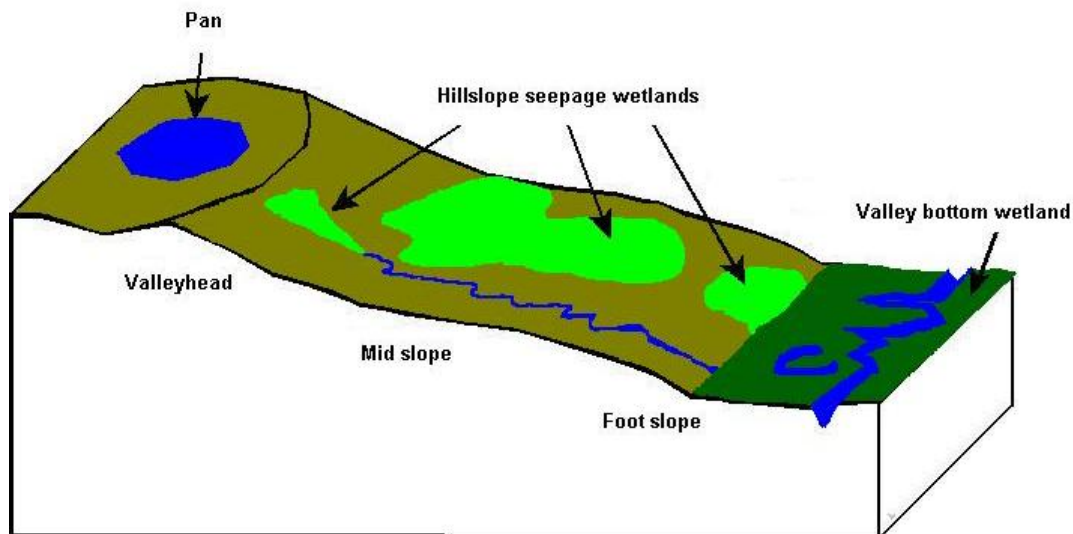 Pan
Hillslope seepage wetlands
Valley bottom wetland
Valleyhead
Mid slope
Foot slope